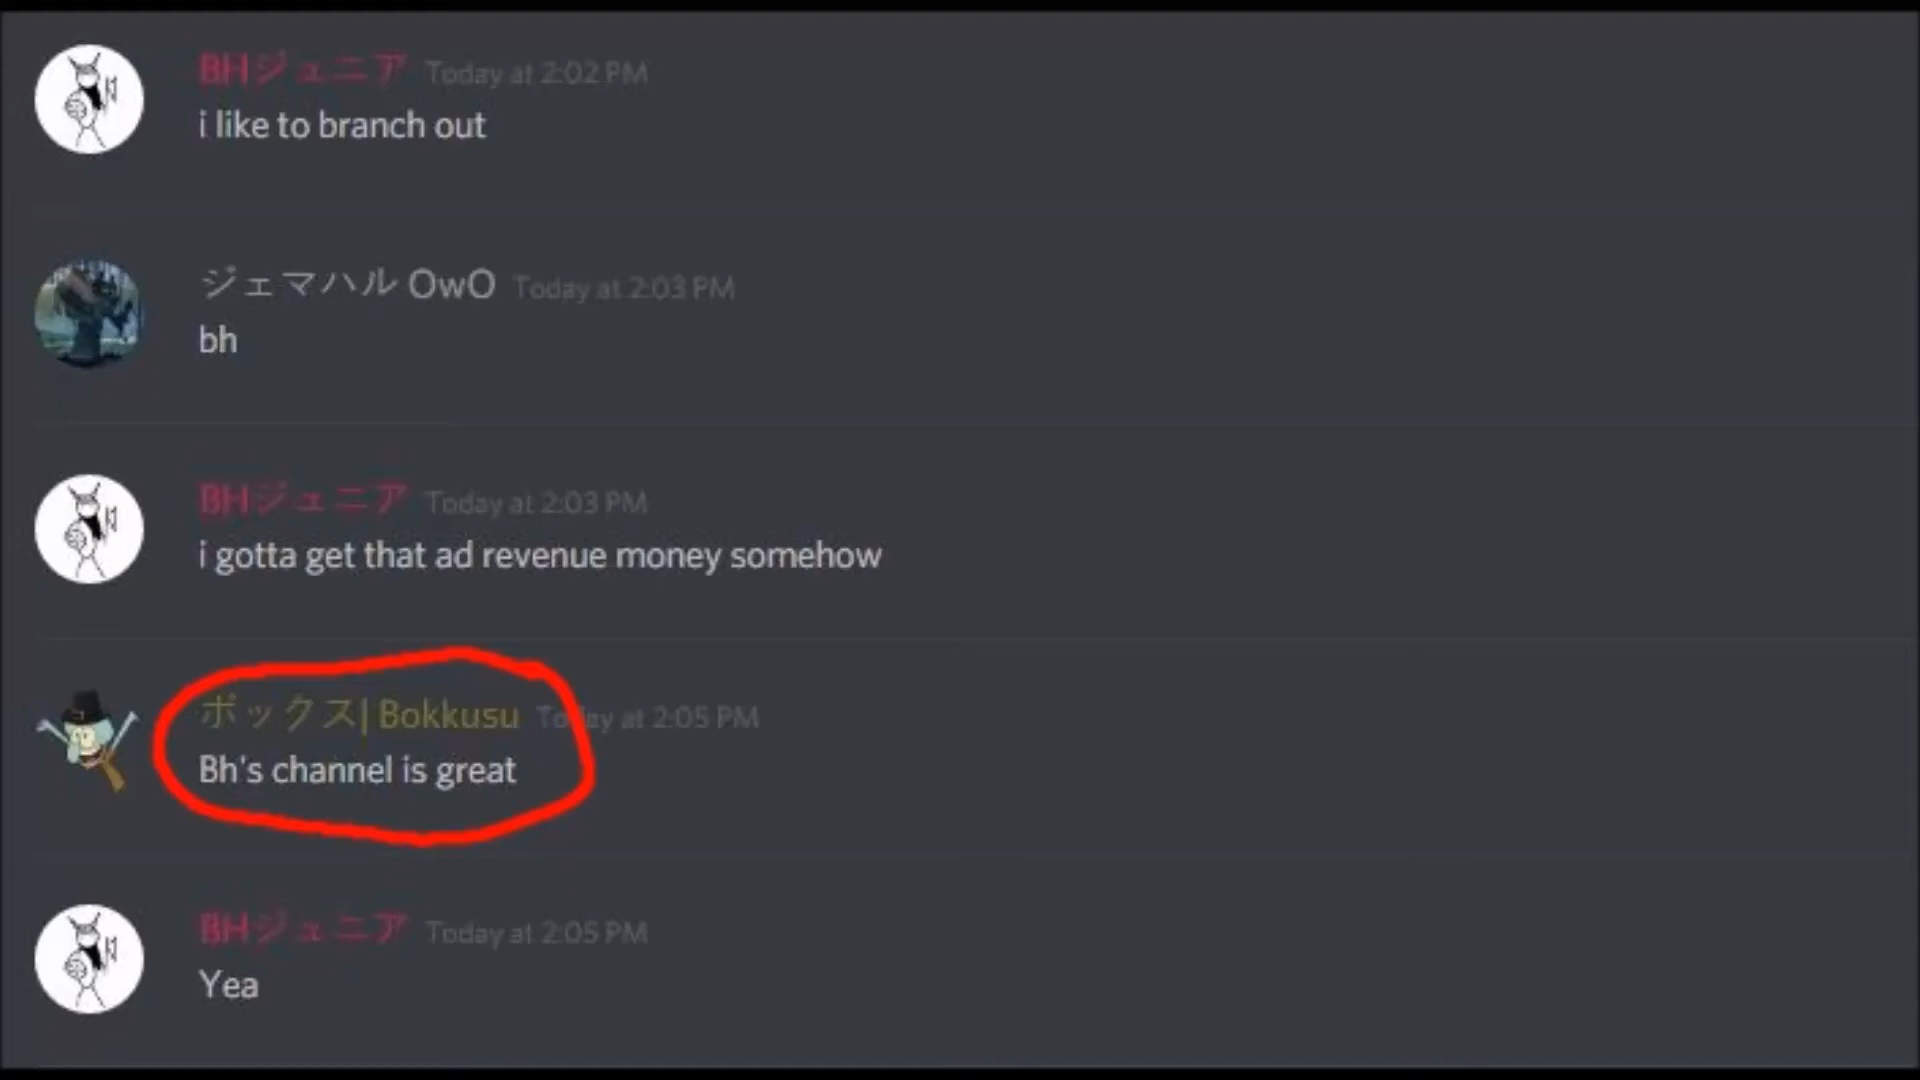 BHジュニア Today at 2:02 PM
i like to branch out
ジェマハル OwO Today at 2:03 PM
bh
BHジュニア Today at 2:03 PM
i gotta get that ad revenue money somehow
ボックス| Bokkusu Today at 2:05 PM
Bh's channel is great
BHジュニア Today at 2:05 PM
Yea